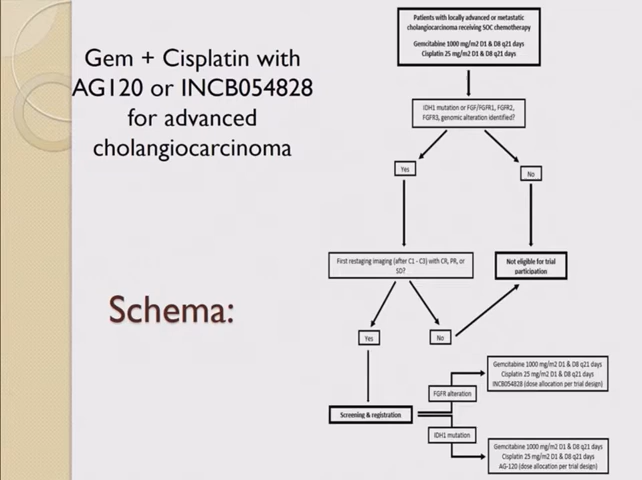 Gem + Cisplatin with
AG120 or INCB054828
for advanced
cholangiocarcinoma
Schema:
Patients with locally advanced or metastatic
cholangiocarcinoma receiving SOC chemotherapy
Gemcitabine 1000 mg/m2 D1 & D8 q21 days
Cisplatin 25 mg/m2 D1 & D8 q21 days
IDH1 mutation or FGF/FGFR1, FGFR2,
FGFR3, genomic alteration identified?
Yes
No
First restaging imaging (after C1 - C3) with CR, PR, or
SD?
Not eligible for trial
participation
Yes
No
Screening & registration
FGFR alteration
Gemcitabine 1000 mg/m2 D1 & D8 q21 days
Cisplatin 25 mg/m2 D1 & D8 q21 days
INCB054828 (dose allocation per trial design)
IDH1 mutation
Gemcitabine 1000 mg/m2 D1 & D8 q21 days
Cisplatin 25 mg/m2 D1 & D8 q21 days
AG-120 (dose allocation per trial design)